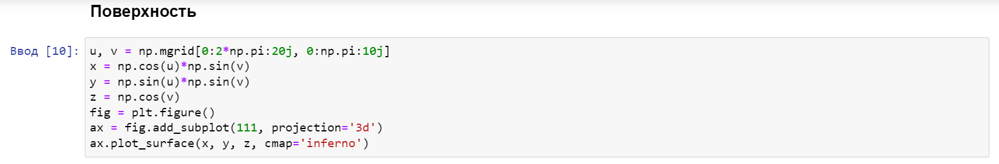 Поверхность
Ввод [10]:
u, v = np.mgrid[0:2*np.pi:20j, 0:np.pi:10j]
x = np.cos(u)*np.sin(v)
y = np.sin(u)*np.sin(v)
z = np.cos(v)
fig = plt.figure()
ax = fig.add_subplot(111, projection='3d')
ax.plot_surface(x, y, z, cmap='inferno')